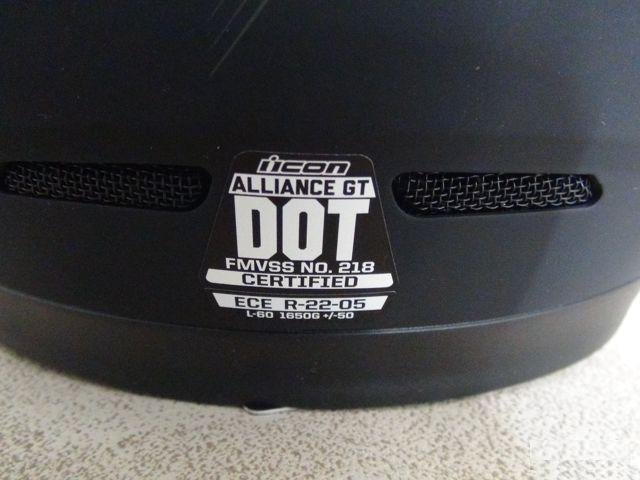 icon
ALLIANCE GT
DOT
FMVSS NO. 218
CERTIFIED
ECE R-22-05
L-60 1650G +/-50